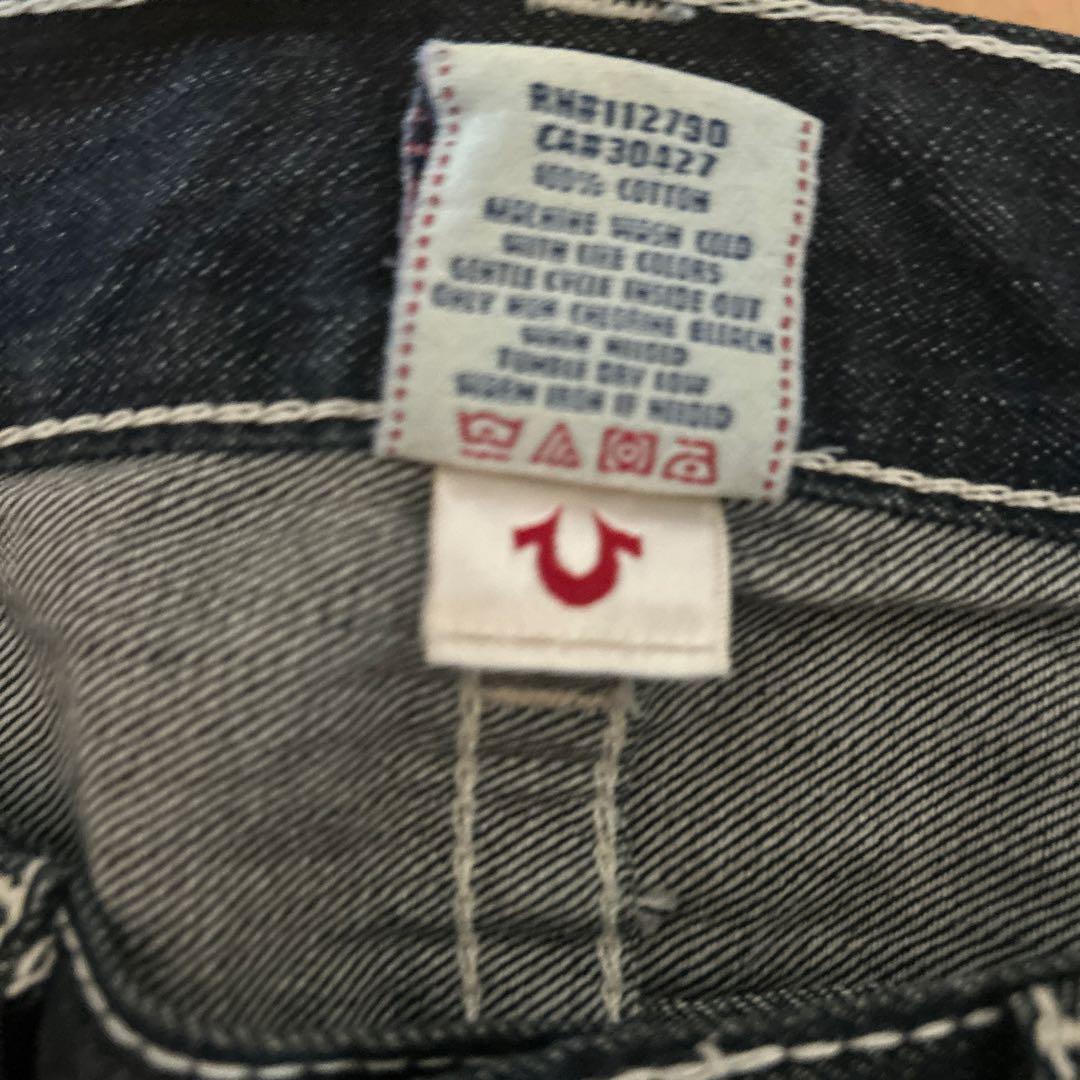 RN#112790
CA#30427
100% COTTON
MACHINE WASH COLD
WITH LIKE COLORS
GENTLE CYCLE INSIDE OUT
ONLY NON CHLORINE BLEACH
WHEN NEEDED
TUMBLE DRY LOW
WARM IRON IF NEEDED